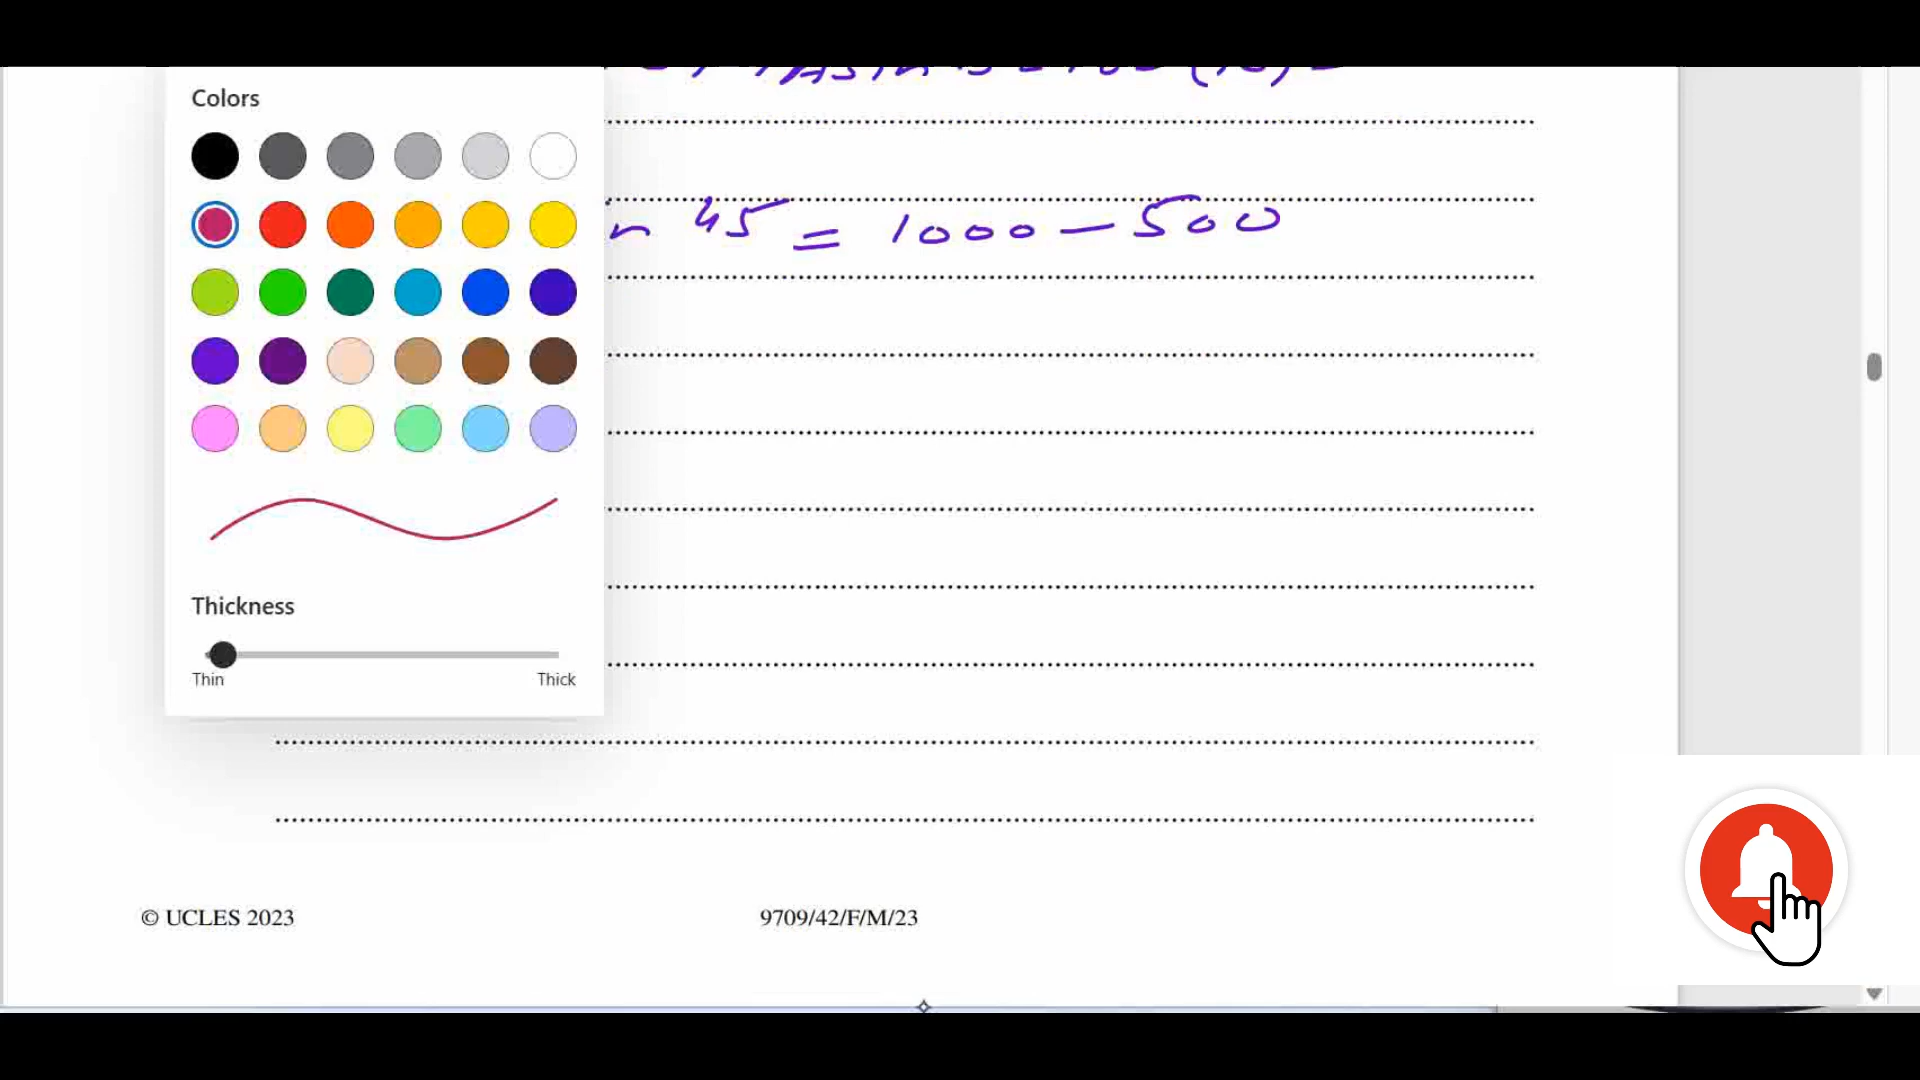 Colors
n 45 = 1000 - 500
Thickness
Thin
Thick
© UCLES 2023
9709/42/F/M/23